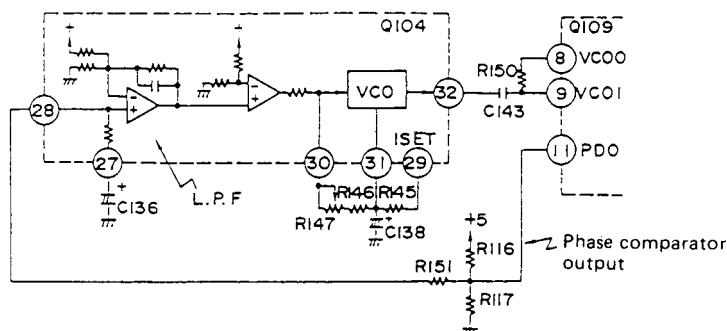 +
Q104
Q109
8 VCO0
R150
VCO
32
9 VCO1
C143
28
−
+
−
+
ISET
27
30
31
29
11 PDO
+
C136
L.P.F
R146
R145
R147
+
C138
+5
R116
Phase comparator
output
R151
R117